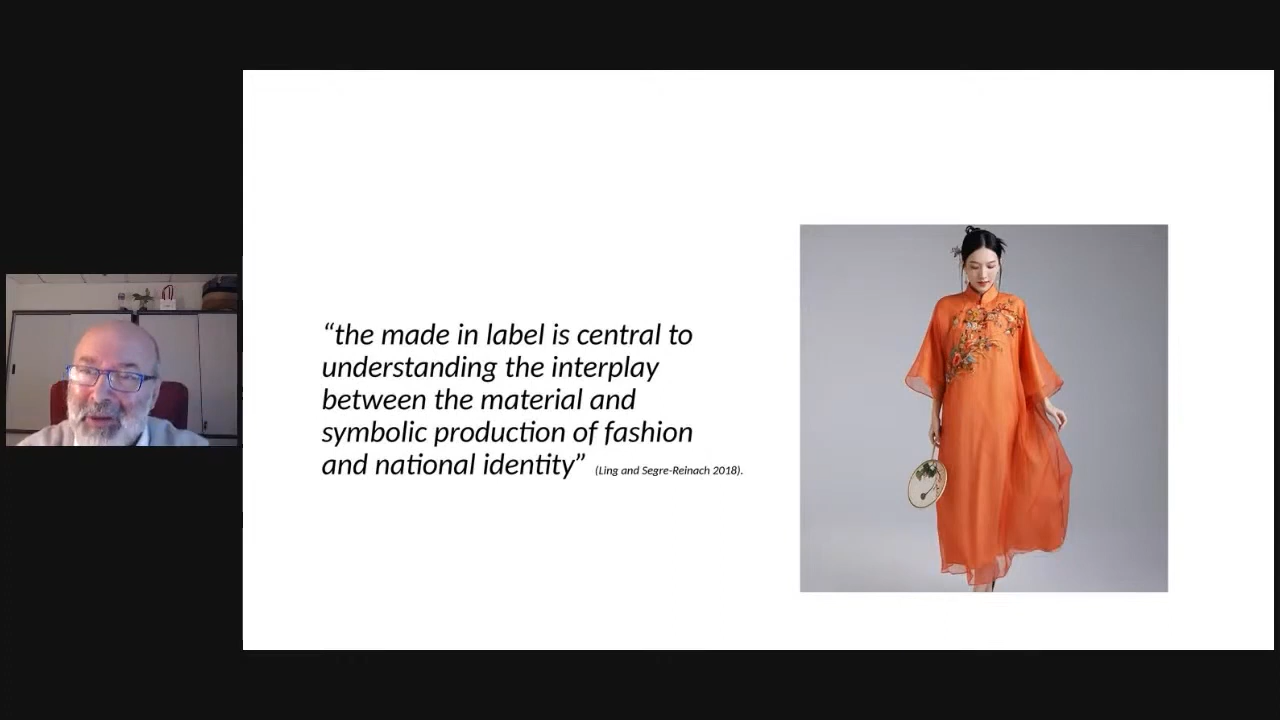 “the made in label is central to
understanding the interplay
between the material and
symbolic production of fashion
and national identity” (Ling and Segre-Reinach 2018).